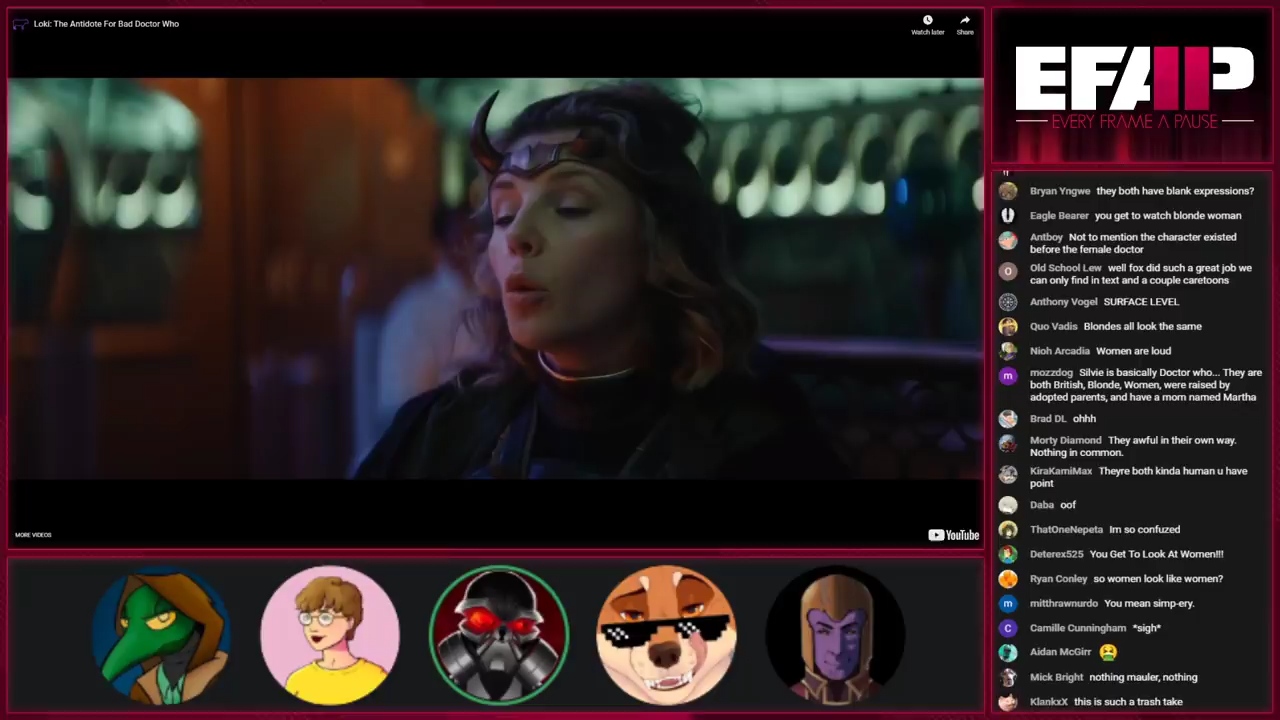 Loki: The Antidote For Bad Doctor Who
Watch later
Share
MORE VIDEOS
YouTube
EFAP
EVERY FRAME A PAUSE
Bryan Yngwe they both have blank expressions?
Eagle Bearer you get to watch blonde woman
Antboy Not to mention the character existed
before the female doctor
O
Old School Lew well fox did such a great job we
can only find in text and a couple caretoons
Anthony Vogel SURFACE LEVEL
Quo Vadis Blondes all look the same
Nioh Arcadia Women are loud
m
mozzdog Silvie is basically Doctor who... They are
both British, Blonde, Women, were raised by
adopted parents, and have a mom named Martha
Brad DL ohhh
Morty Diamond They awful in their own way.
Nothing in common.
KiraKamiMax Theyre both kinda human u have
point
Daba oof
ThatOneNepeta Im so confuzed
Deterex525 You Get To Look At Women!!!
Ryan Conley so women look like women?
m
mitthrawnurdo You mean simp-ery.
C
Camille Cunningham *sigh*
Aidan McGirr 🤮
Mick Bright nothing mauler, nothing
KlankxX this is such a trash take